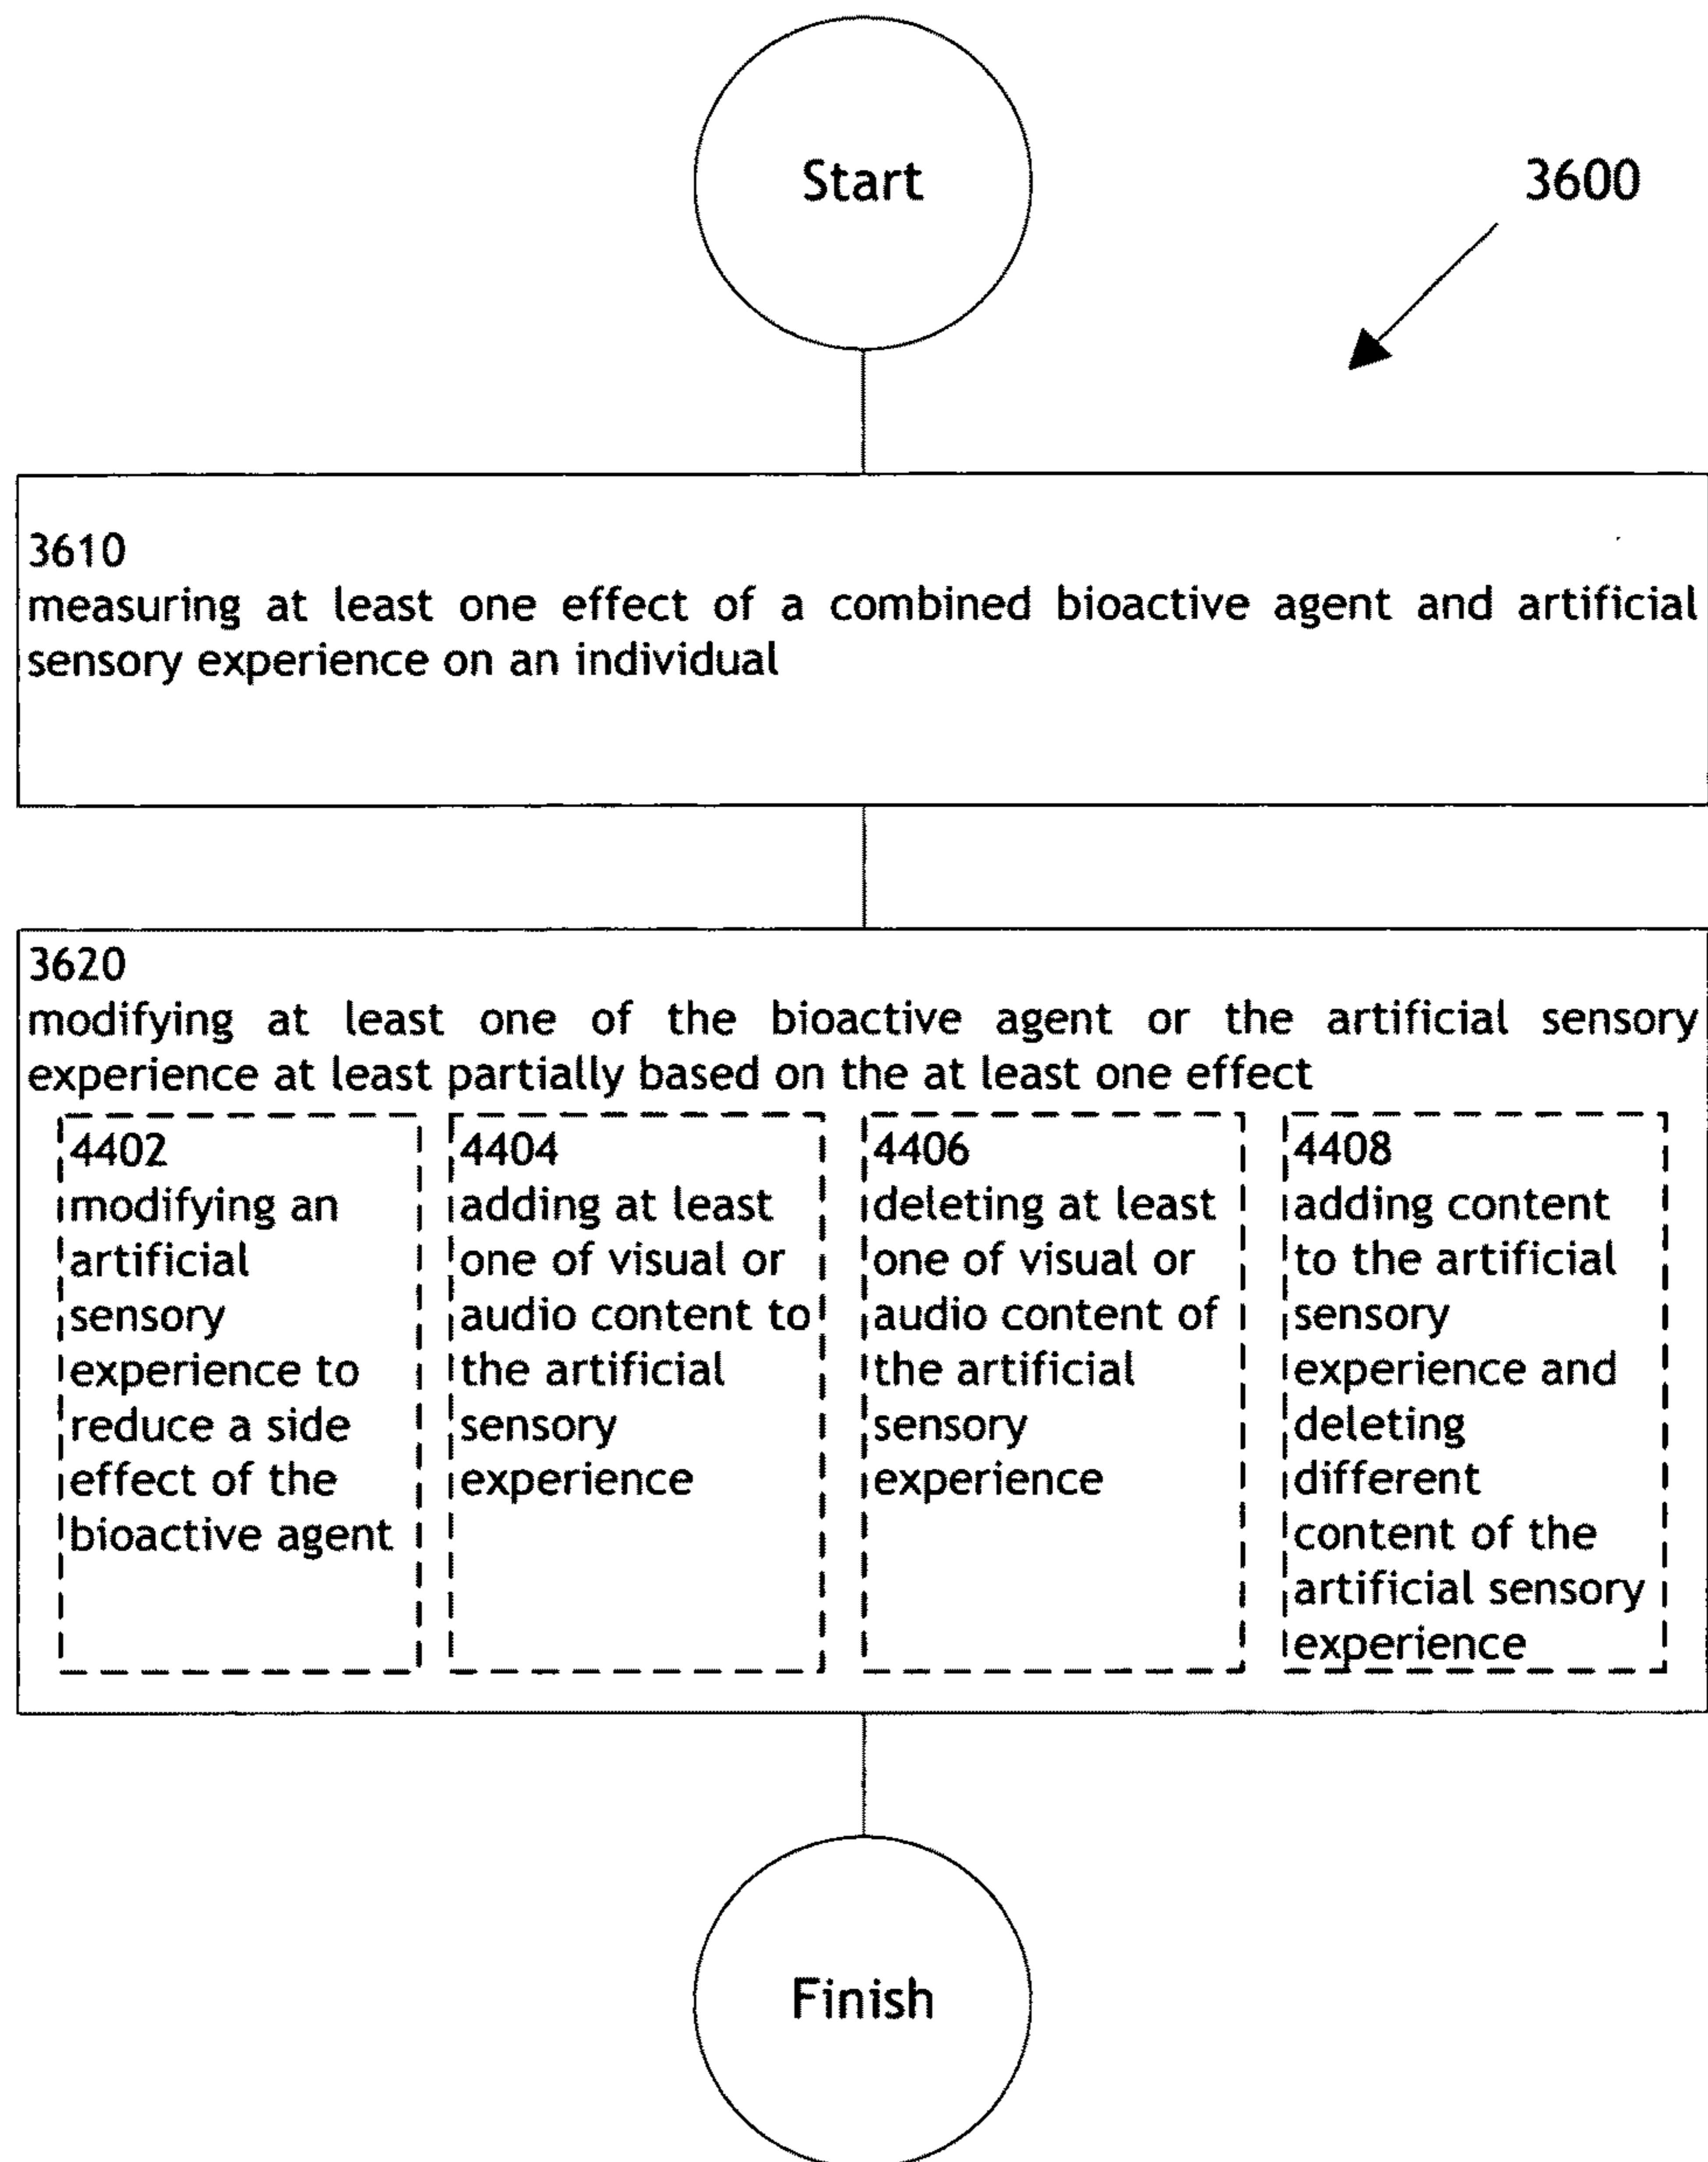 Start
3600
3610
measuring at least one effect of a combined bioactive agent and artificial
sensory experience on an individual
3620
modifying at least one of the bioactive agent or the artificial sensory
experience at least partially based on the at least one effect
4402
modifying an
artificial
sensory
experience to
reduce a side
effect of the
bioactive agent
4404
adding at least
one of visual or
audio content to
the artificial
sensory
experience
4406
deleting at least
one of visual or
audio content of
the artificial
sensory
experience
4408
adding content
to the artificial
sensory
experience and
deleting
different
content of the
artificial sensory
experience
Finish